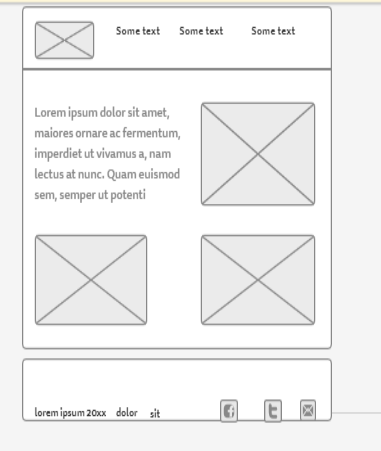 Some text Some text Some text
Lorem ipsum dolor sit amet,
maiores ornare ac fermentum,
imperdiet ut vivamus a, nam
lectus at nunc. Quam euismod
sem, semper ut potenti
lorem ipsum 20xx dolor sit